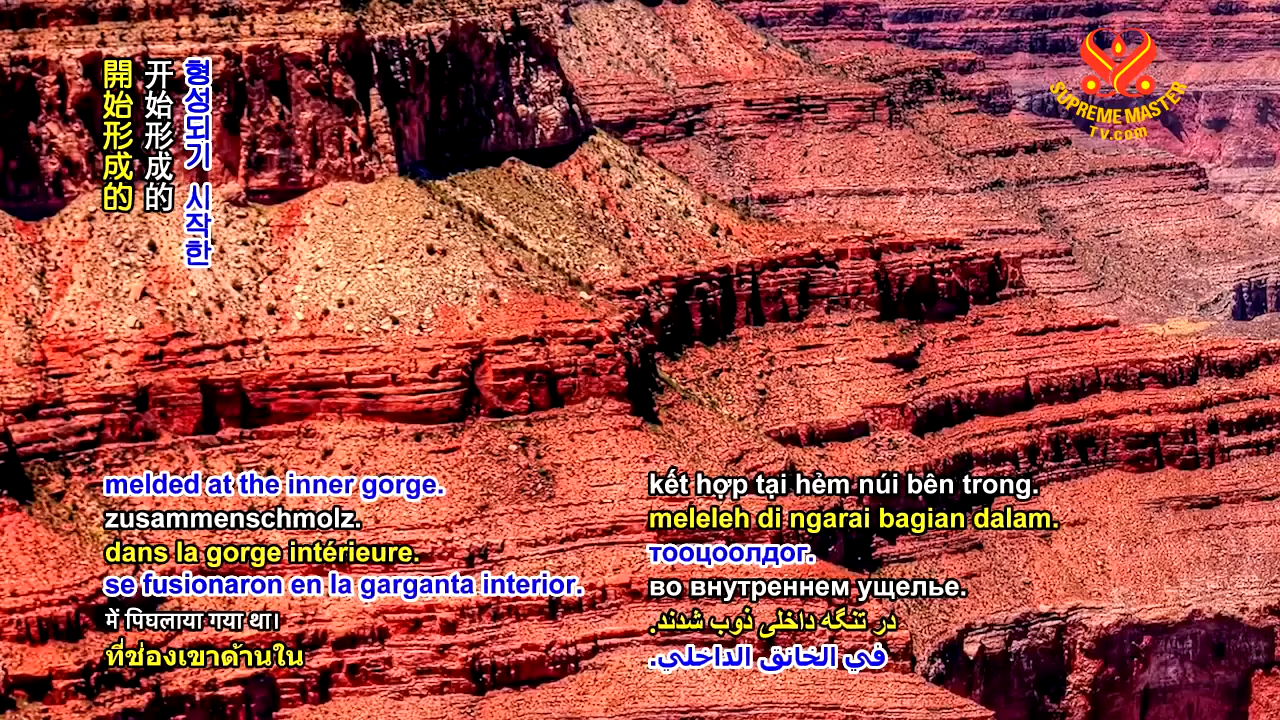 開始形成的
开始形成的
형성되기 시작한
SUPREME MASTER
TV.com
melded at the inner gorge.
zusammenschmolz.
dans la gorge intérieure.
se fusionaron en la garganta interior.
में पिघलाया गया था।
ที่ช่องเขาด้านใน
kết hợp tại hẻm núi bên trong.
meleleh di ngarai bagian dalam.
тооцоолдог.
во внутреннем ущелье.
در تنگه داخلی ذوب شدند.
في الخانق الداخلي.